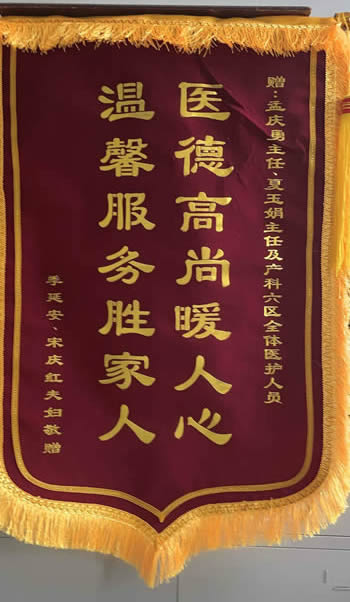 赠：孟庆勇主任、夏玉娟主任及产科六区全体医护人员
医德高尚暖人心
温馨服务胜家人
季延安、宋庆红夫妇敬赠